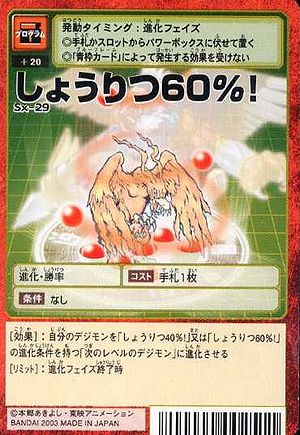 プログラム
P
+20
発動タイミング：進化フェイズ
◎手札かスロットからパワーボックスに伏せて置く
◎「青枠カード」によって発生する効果を受けない
しょうりつ60%!
Sx-29
進化・勝率
コスト 手札1枚
条件 なし
[効果]：自分のデジモンを「しょうりつ40%!」又は「しょうりつ60%!」
の進化条件を持つ「次のレベルのデジモン」に進化させる
[リミット]：進化フェイズ終了時
©本郷あきよし・東映アニメーション
BANDAI 2003 MADE IN JAPAN